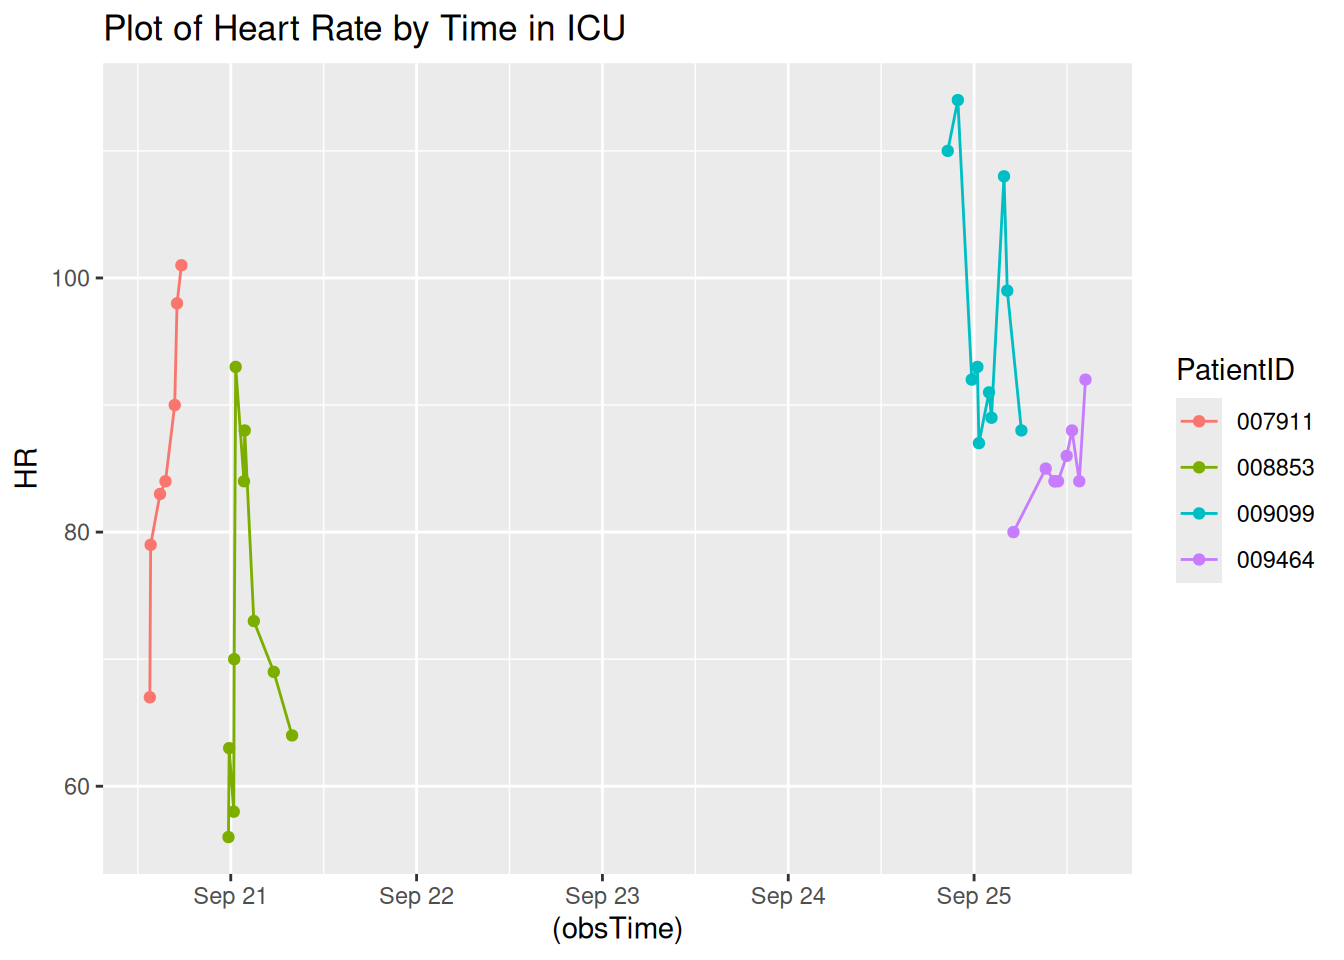 Plot of Heart Rate by Time in ICU
HR
100
80
60
Sep 21
Sep 22
Sep 23
Sep 24
Sep 25
(obsTime)
PatientID
007911
008853
009099
009464